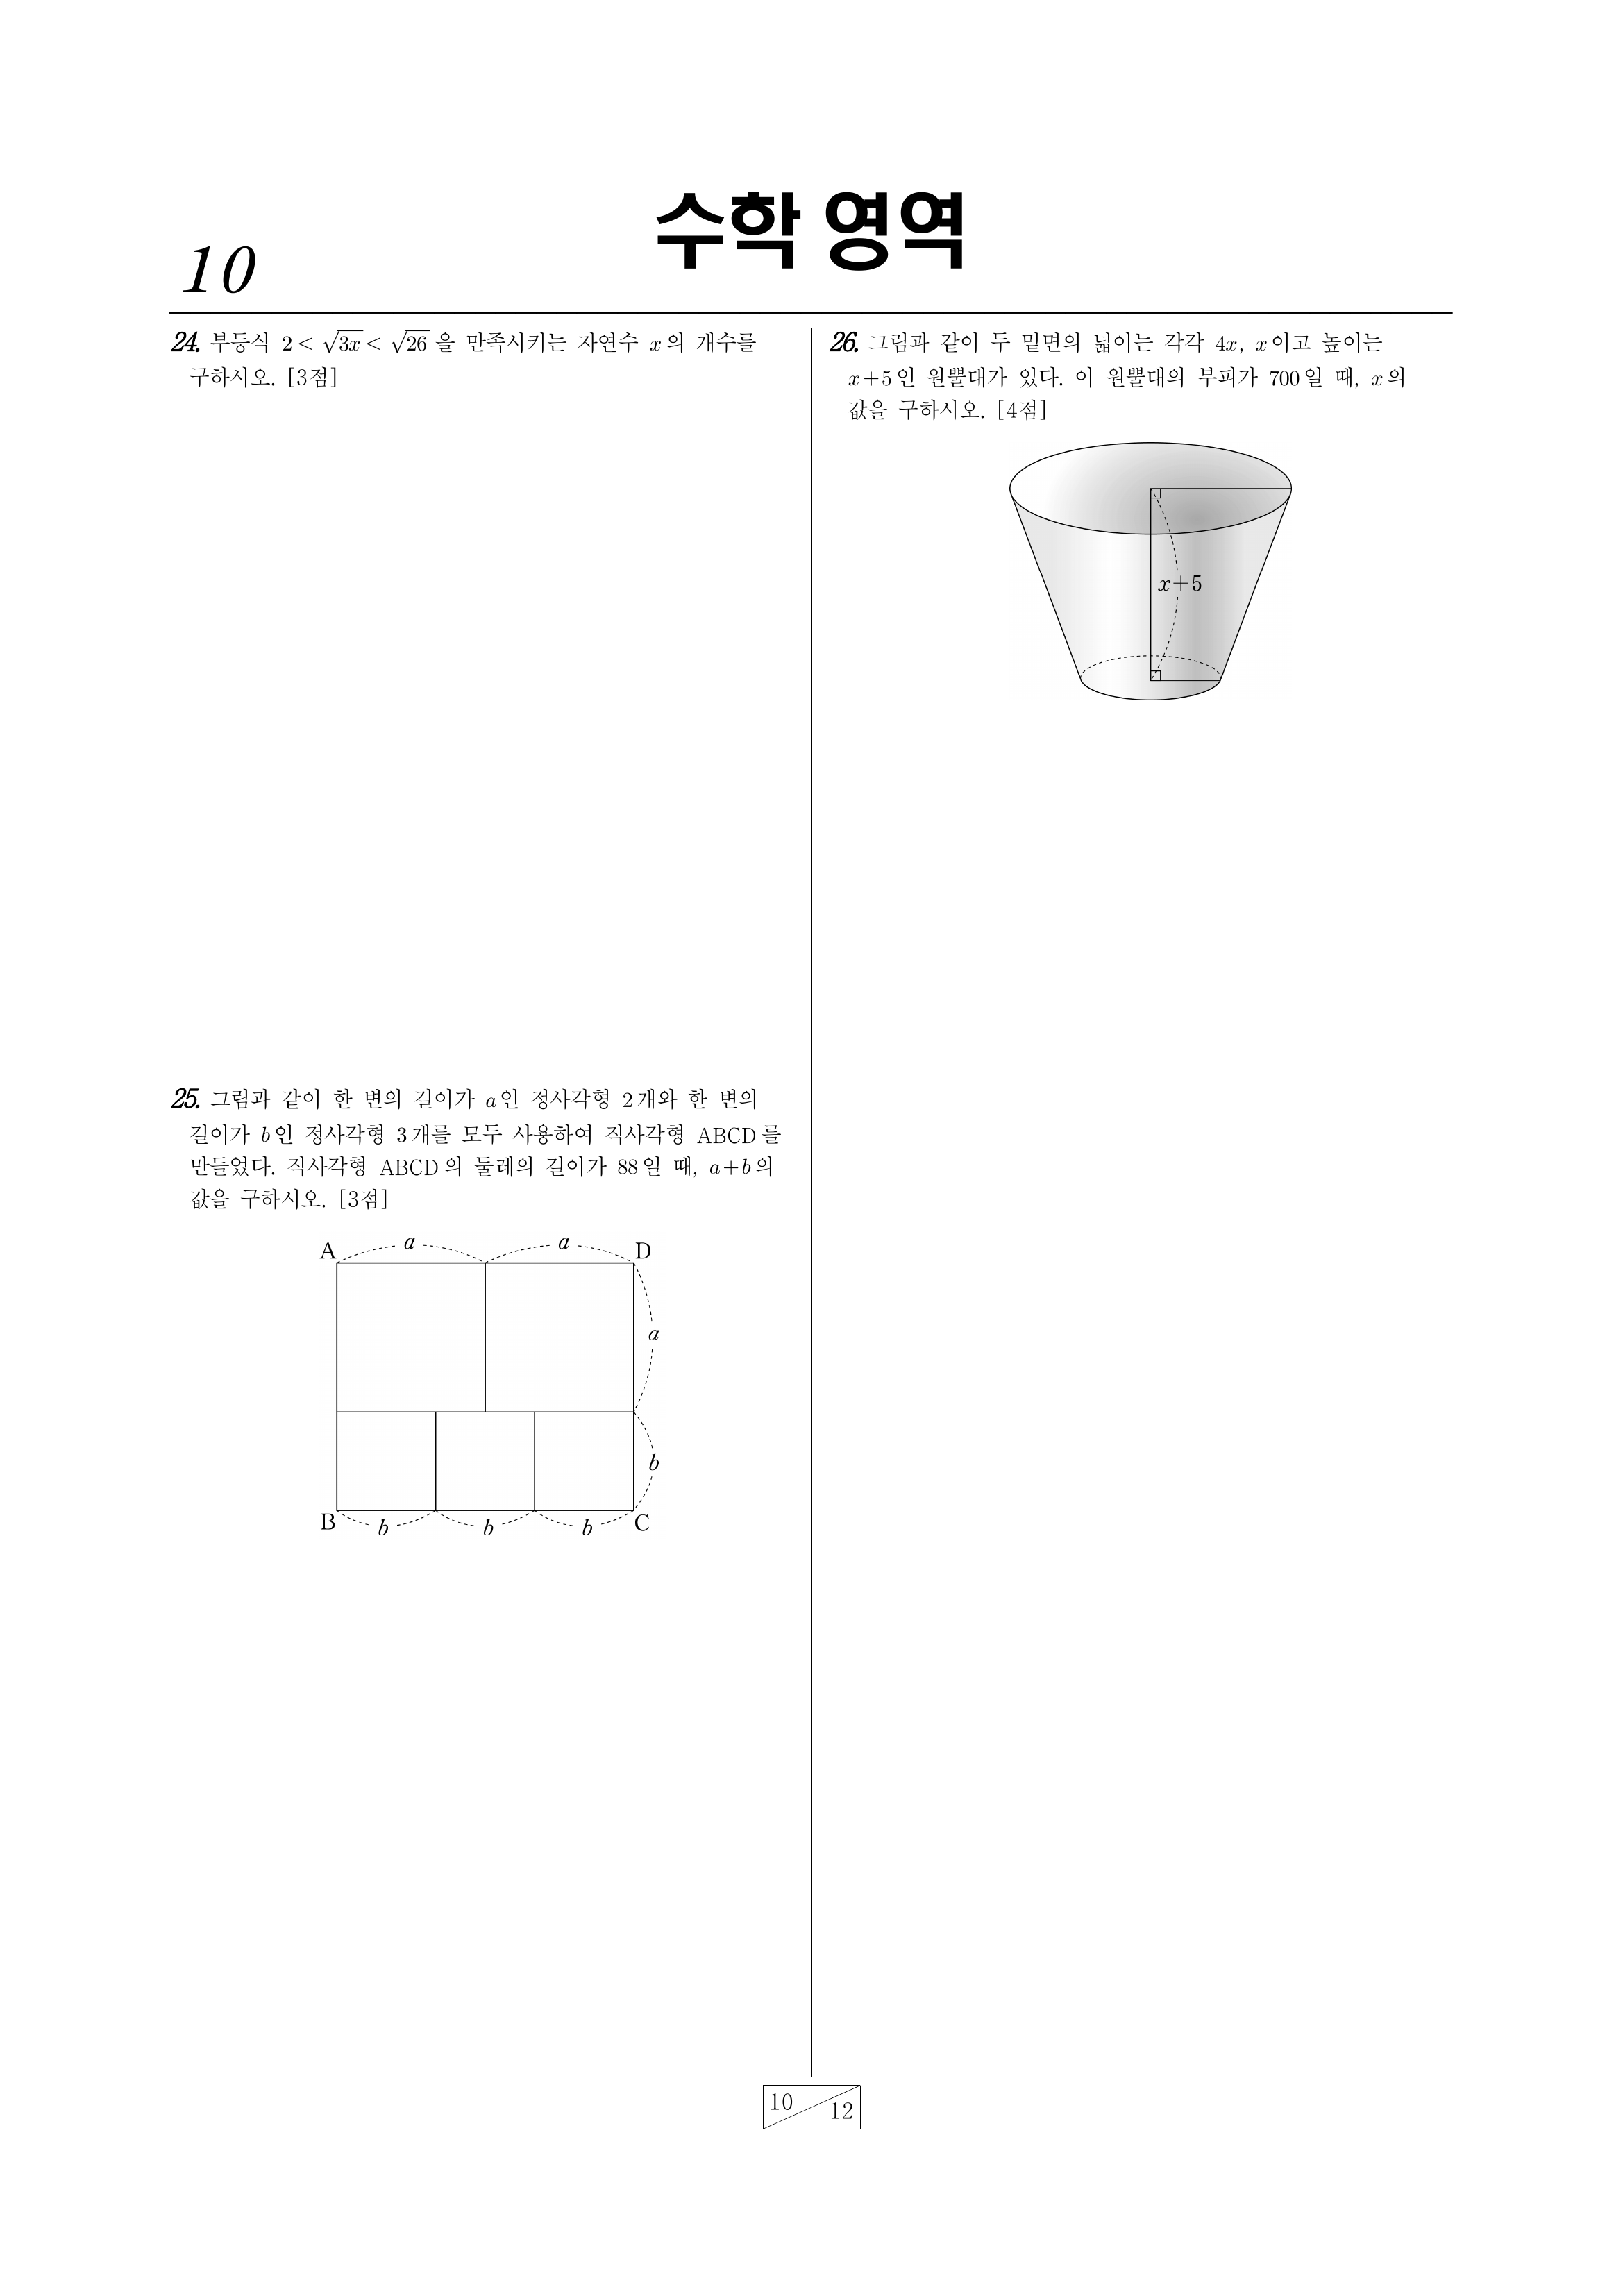 수학 영역
10
24. 부등식 2 < √3x < √26 을 만족시키는 자연수 x의 개수를
구하시오. [3점]
25. 그림과 같이 한 변의 길이가 a인 정사각형 2개와 한 변의
길이가 b인 정사각형 3개를 모두 사용하여 직사각형 ABCD를
만들었다. 직사각형 ABCD의 둘레의 길이가 88일 때, a+b의
값을 구하시오. [3점]
A a a D
a
b
B b b b C
26. 그림과 같이 두 밑면의 넓이는 각각 4x, x이고 높이는
x+5인 원뿔대가 있다. 이 원뿔대의 부피가 700일 때, x의
값을 구하시오. [4점]
x+5
10 12